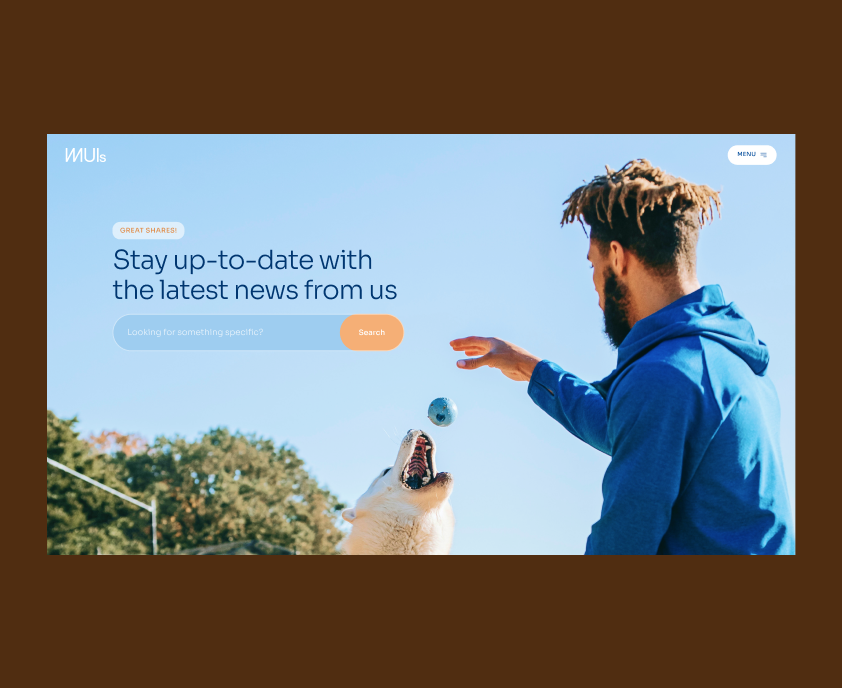 MUIs
MENU
GREAT SHARES!
Stay up-to-date with
the latest news from us
Looking for something specific?
Search